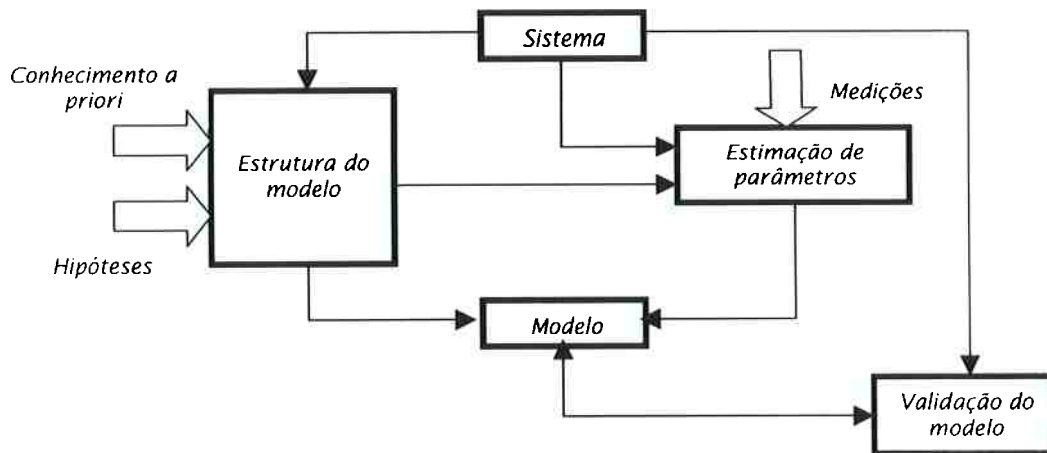 Sistema
Conhecimento a
priori
Medições
Estrutura do
modelo
Estimação de
parâmetros
Hipóteses
Modelo
Validação do
modelo